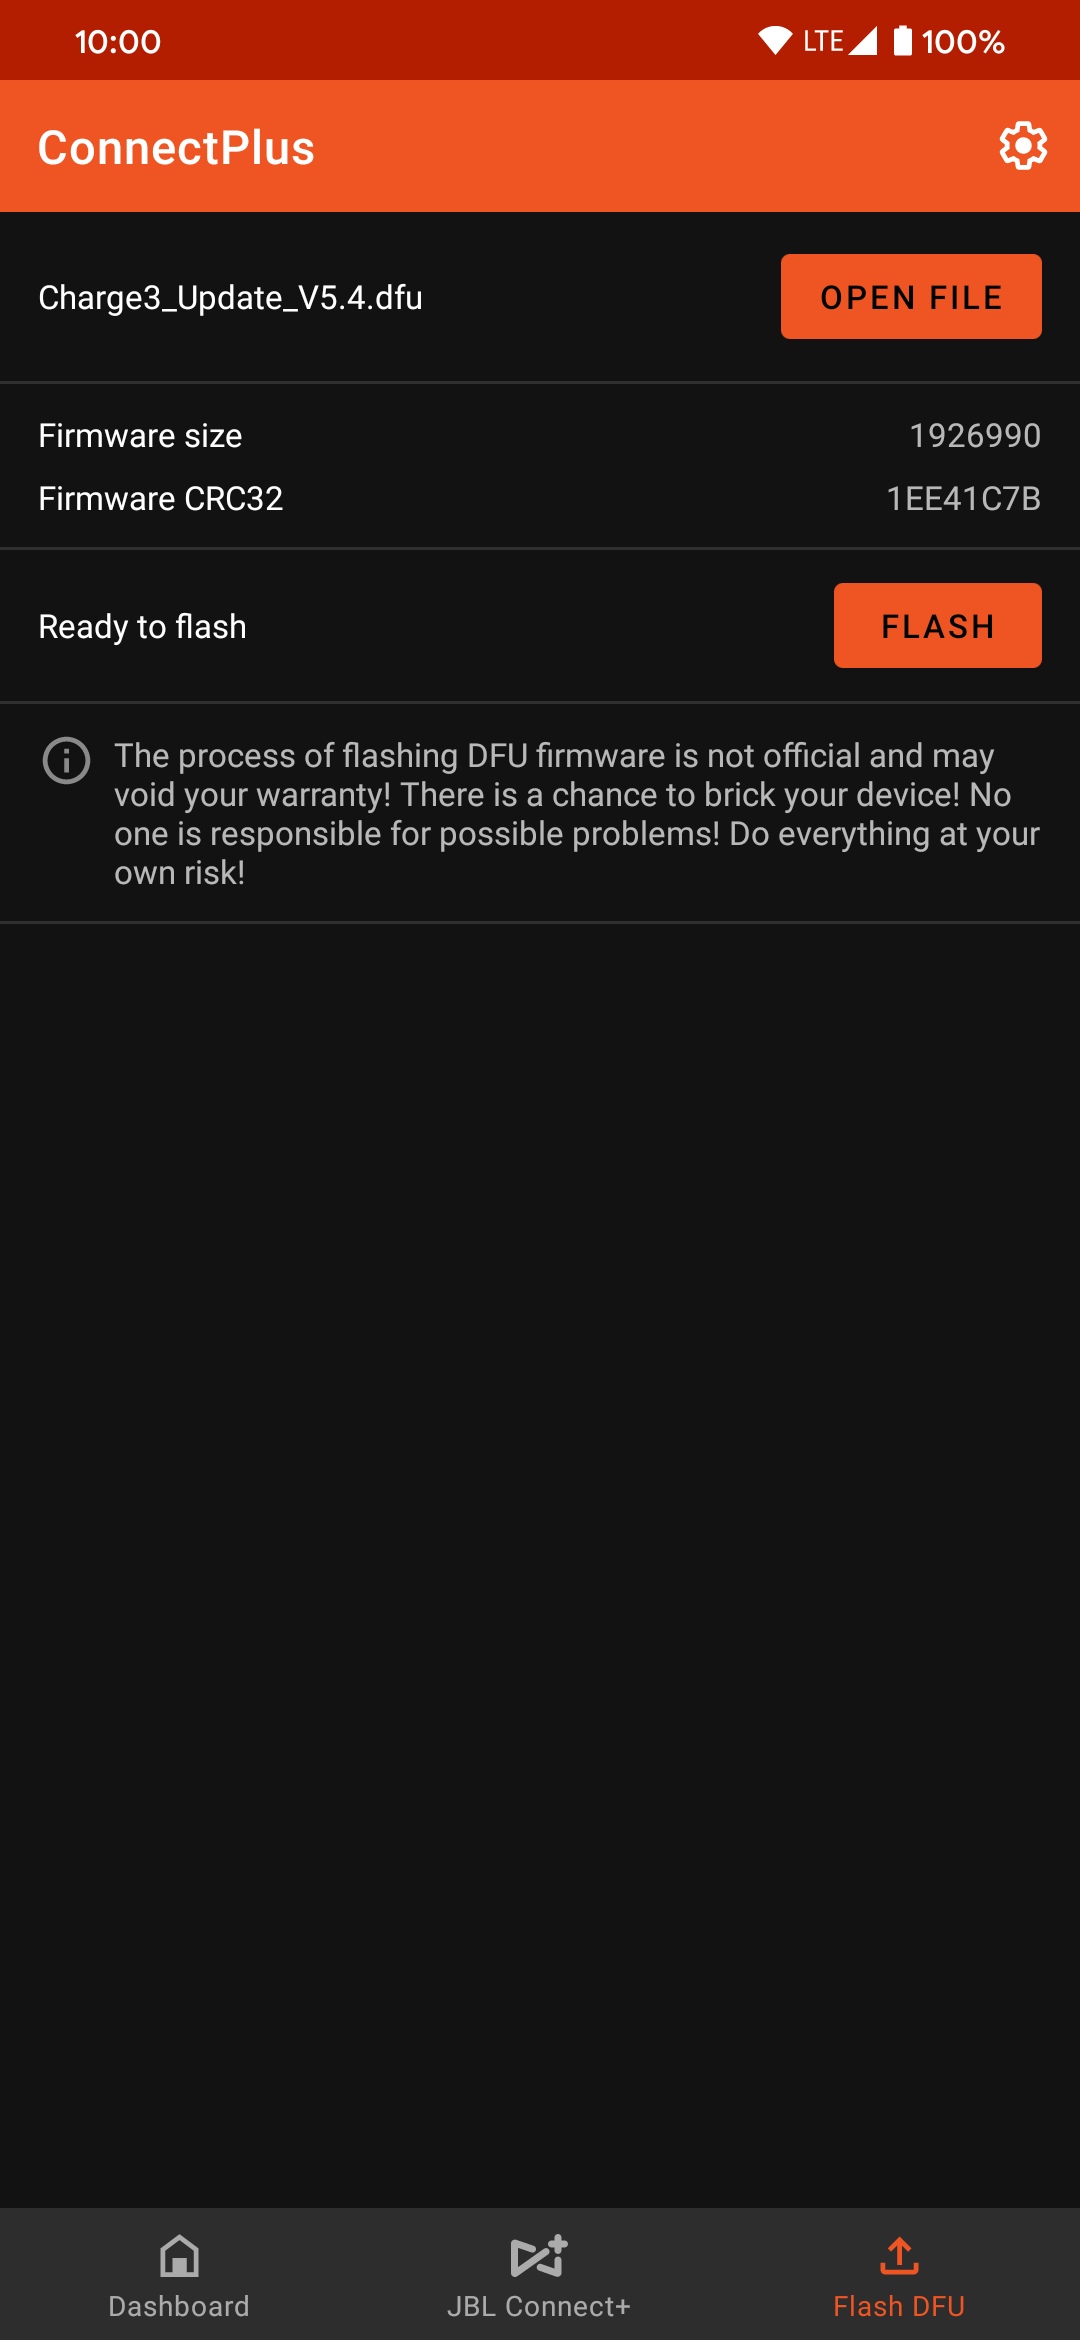 10:00
LTE
100%
ConnectPlus
Charge3_Update_V5.4.dfu
OPEN FILE
Firmware size
1926990
Firmware CRC32
1EE41C7B
Ready to flash
FLASH
The process of flashing DFU firmware is not official and may
void your warranty! There is a chance to brick your device! No
one is responsible for possible problems! Do everything at your
own risk!
Dashboard
JBL Connect+
Flash DFU